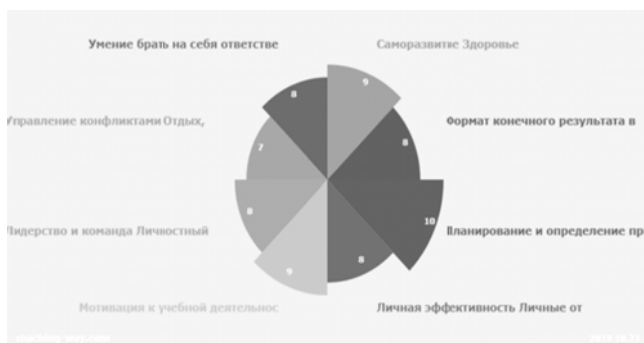 Умение брать на себя ответстве
Саморазвитие Здоровье
8
9
Управление конфликтами Отдых,
Формат конечного результата в
7
8
Лидерство и команда Личностный
Планирование и определение пр
8
10
9
8
Мотивация к учебной деятельнос
Личная эффективность Личные от